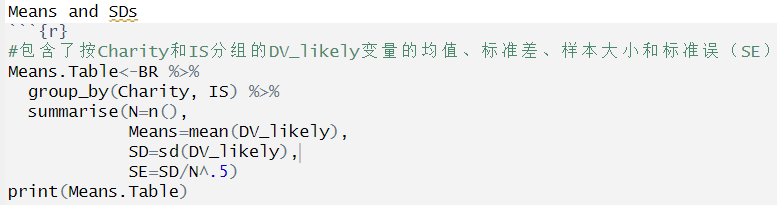 Means and SDs
```{r}
#包含了按Charity和IS分组的DV_likely变量的均值、标准差、样本大小和标准误（SE）
Means.Table<-BR %>%
  group_by(Charity, IS) %>%
  summarise(N=n(),
            Means=mean(DV_likely),
            SD=sd(DV_likely),
            SE=SD/N^.5)
print(Means.Table)